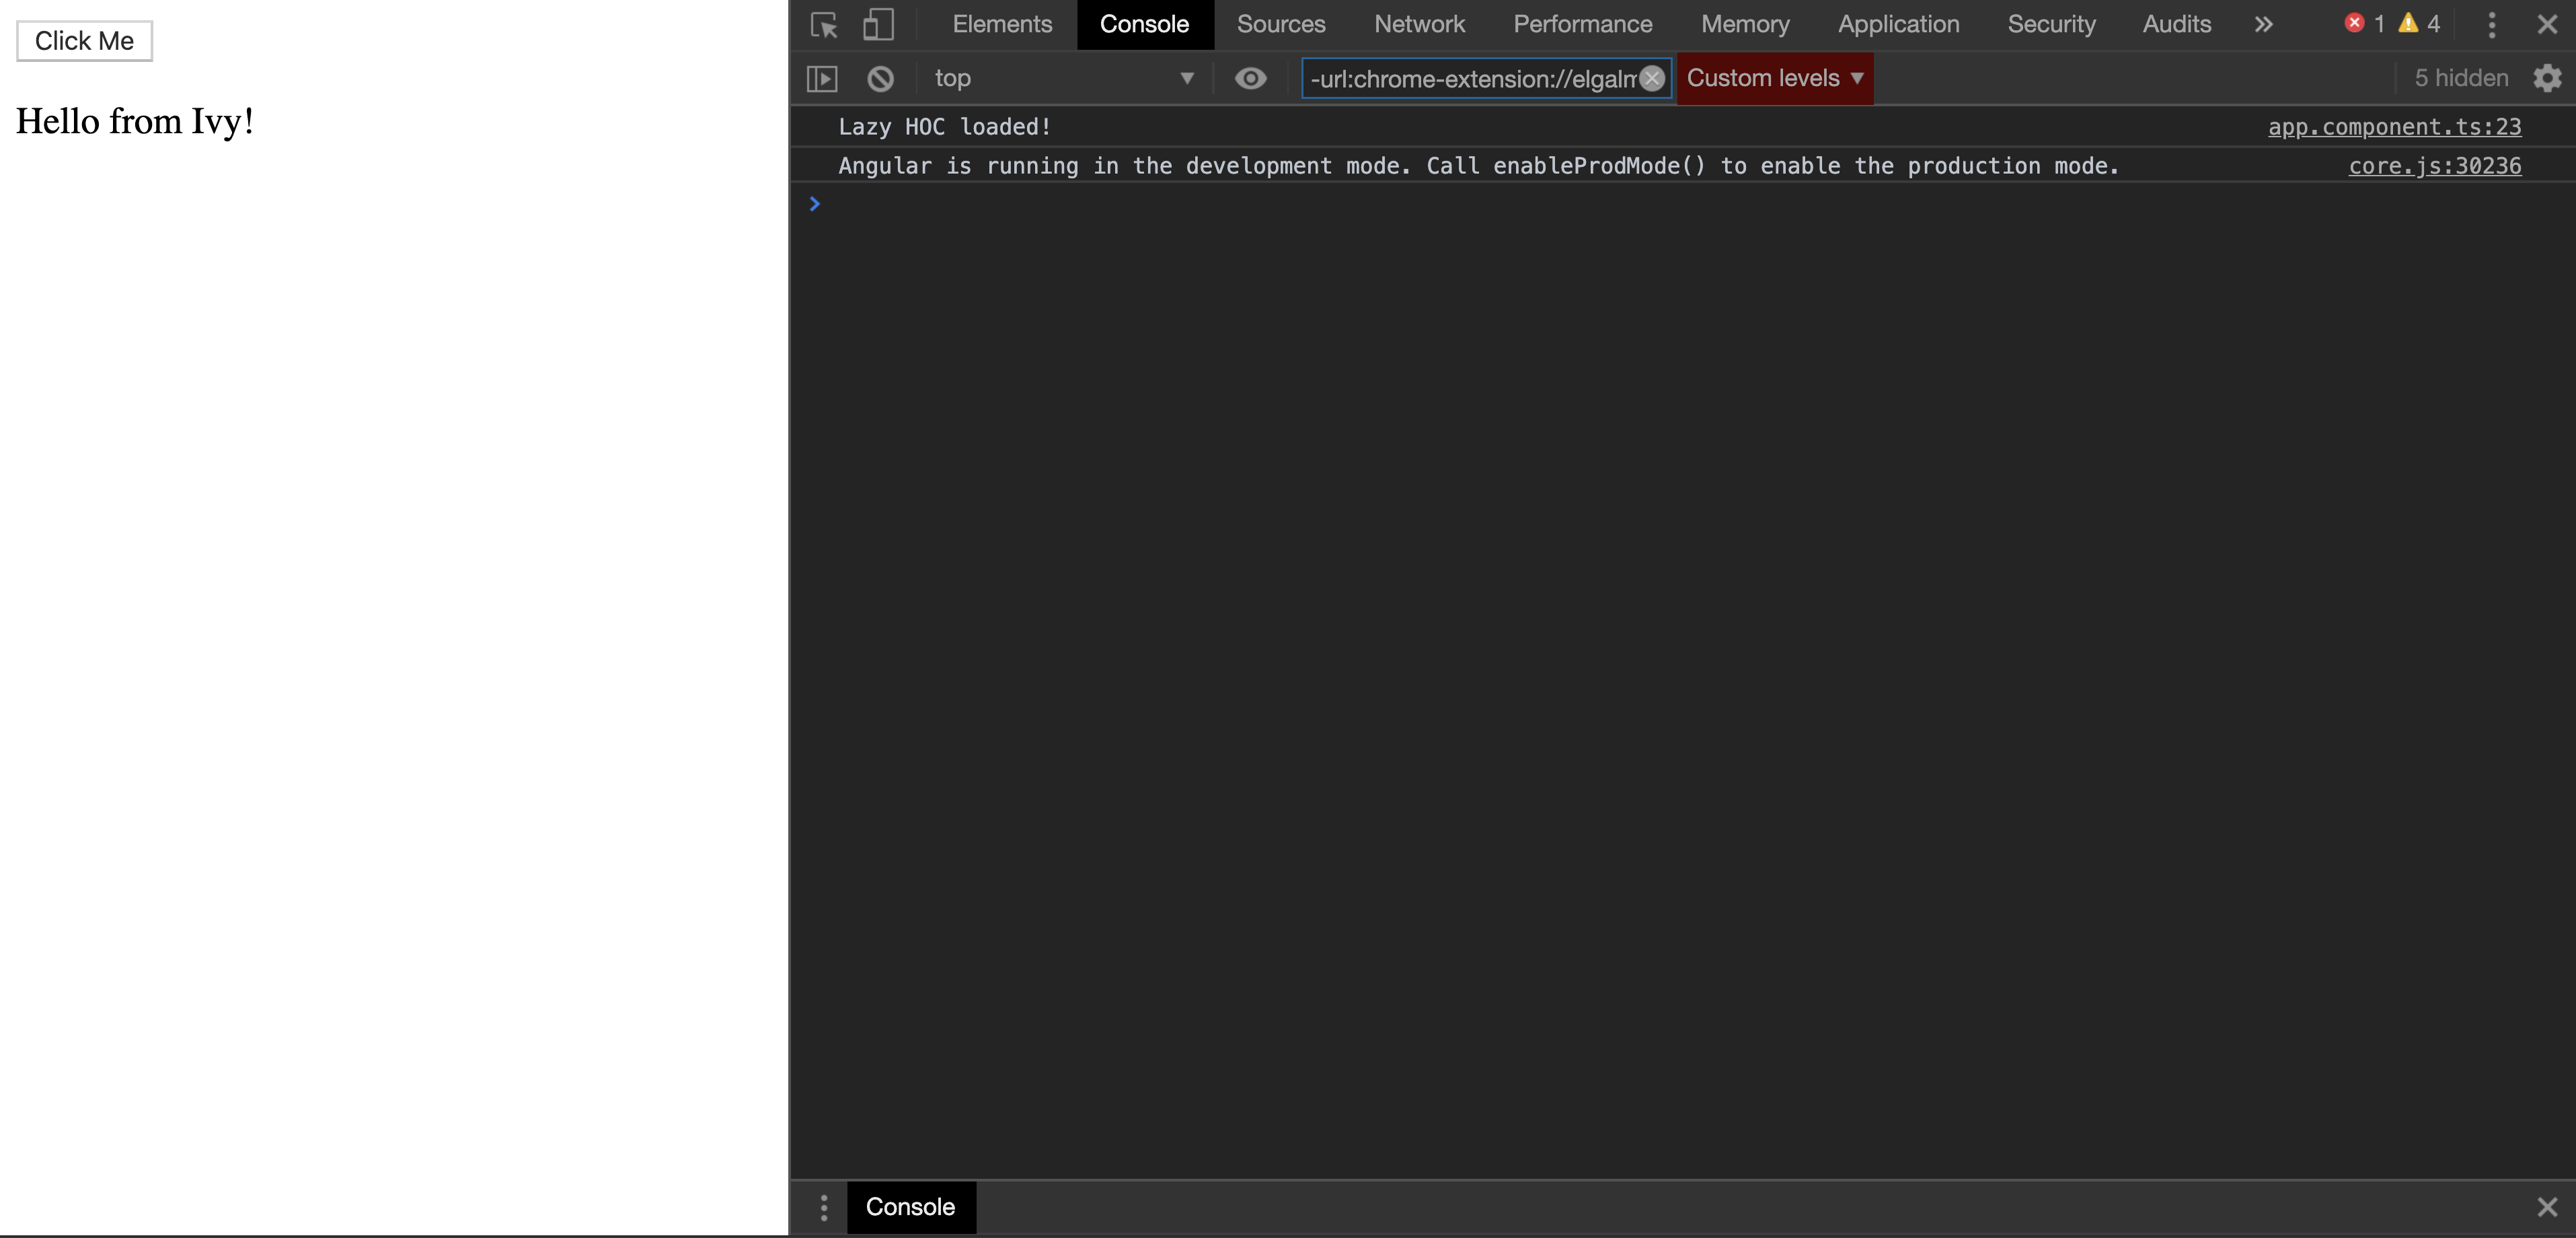 Click Me
Hello from Ivy!
Elements Console Sources Network Performance Memory Application Security Audits » 1 4
top -url:chrome-extension://elgalm Custom levels ▼ 5 hidden
Lazy HOC loaded! app.component.ts:23
Angular is running in the development mode. Call enableProdMode() to enable the production mode. core.js:30236
Console